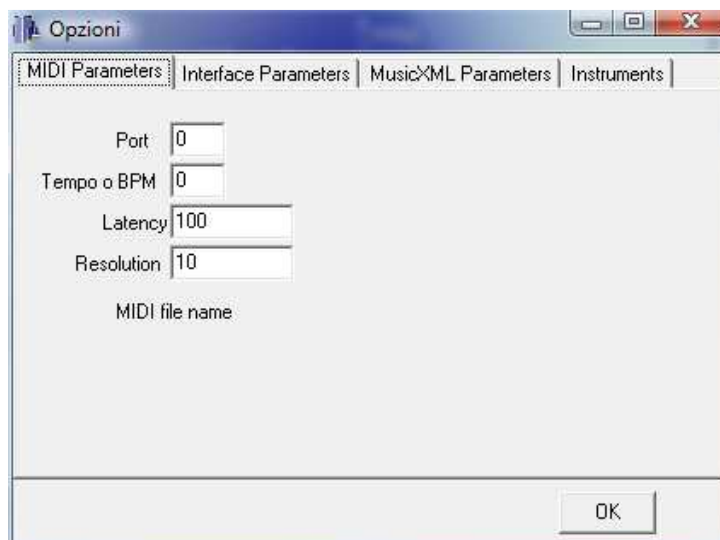 Opzioni
MIDI Parameters Interface Parameters MusicXML Parameters Instruments
Port 0
Tempo o BPM 0
Latency 100
Resolution 10
MIDI file name
OK